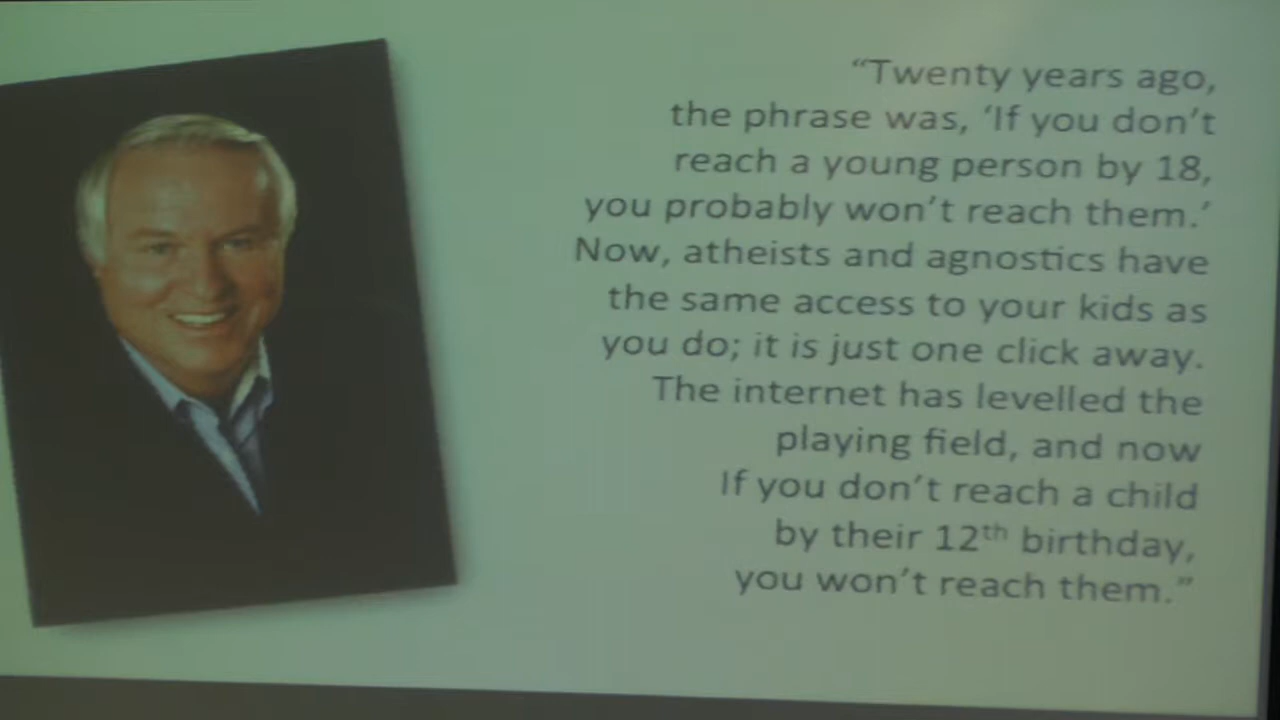 “Twenty years ago,
the phrase was, ‘If you don’t
reach a young person by 18,
you probably won’t reach them.’
Now, atheists and agnostics have
the same access to your kids as
you do; it is just one click away.
The internet has levelled the
playing field, and now
If you don’t reach a child
by their 12th birthday,
you won’t reach them.”